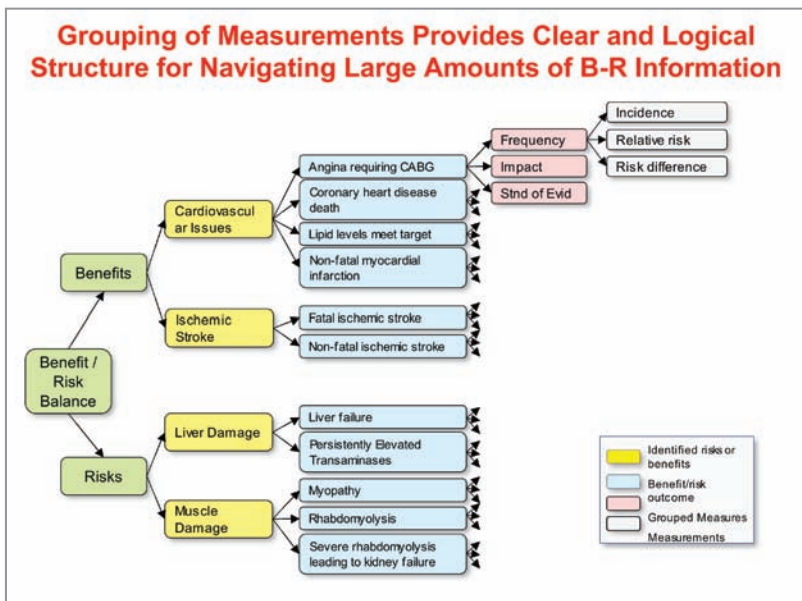 Grouping of Measurements Provides Clear and Logical
Structure for Navigating Large Amounts of B-R Information
Benefit /
Risk
Balance
Benefits
Cardiovascul
ar Issues
Angina requiring CABG
Frequency
Incidence
Relative risk
Risk difference
Impact
Stnd of Evid
Coronary heart disease
death
Lipid levels meet target
Non-fatal myocardial
infarction
Ischemic
Stroke
Fatal ischemic stroke
Non-fatal ischemic stroke
Risks
Liver Damage
Liver failure
Persistently Elevated
Transaminases
Muscle
Damage
Myopathy
Rhabdomyolysis
Severe rhabdomyolysis
leading to kidney failure
Identified risks or
benefits
Benefit/risk
outcome
Grouped Measures
Measurements